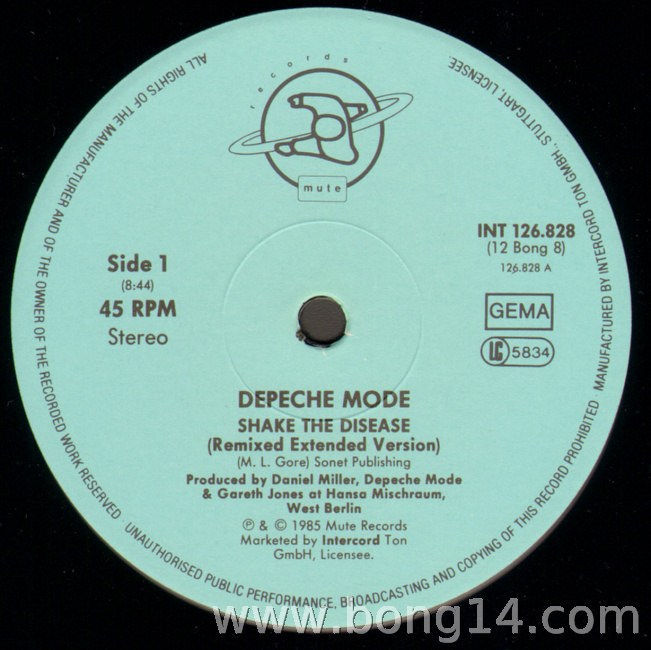 records
mute
INT 126.828
(12 Bong 8)
126.828 A
Side 1
(8:44)
45 RPM
Stereo
GEMA
LC 5834
DEPECHE MODE
SHAKE THE DISEASE
(Remixed Extended Version)
(M. L. Gore) Sonet Publishing
Produced by Daniel Miller, Depeche Mode
& Gareth Jones at Hansa Mischraum,
West Berlin
℗ & © 1985 Mute Records
Marketed by Intercord Ton
GmbH, Licensee.
ALL RIGHTS OF THE MANUFACTURER AND OF THE OWNER OF THE RECORDED WORK RESERVED UNAUTHORISED PUBLIC PERFORMANCE, BROADCASTING AND COPYING OF THIS RECORD PROHIBITED MANUFACTURED BY INTERCORD TON GMBH., STUTTGART, LICENSEE.
www.bong14.com